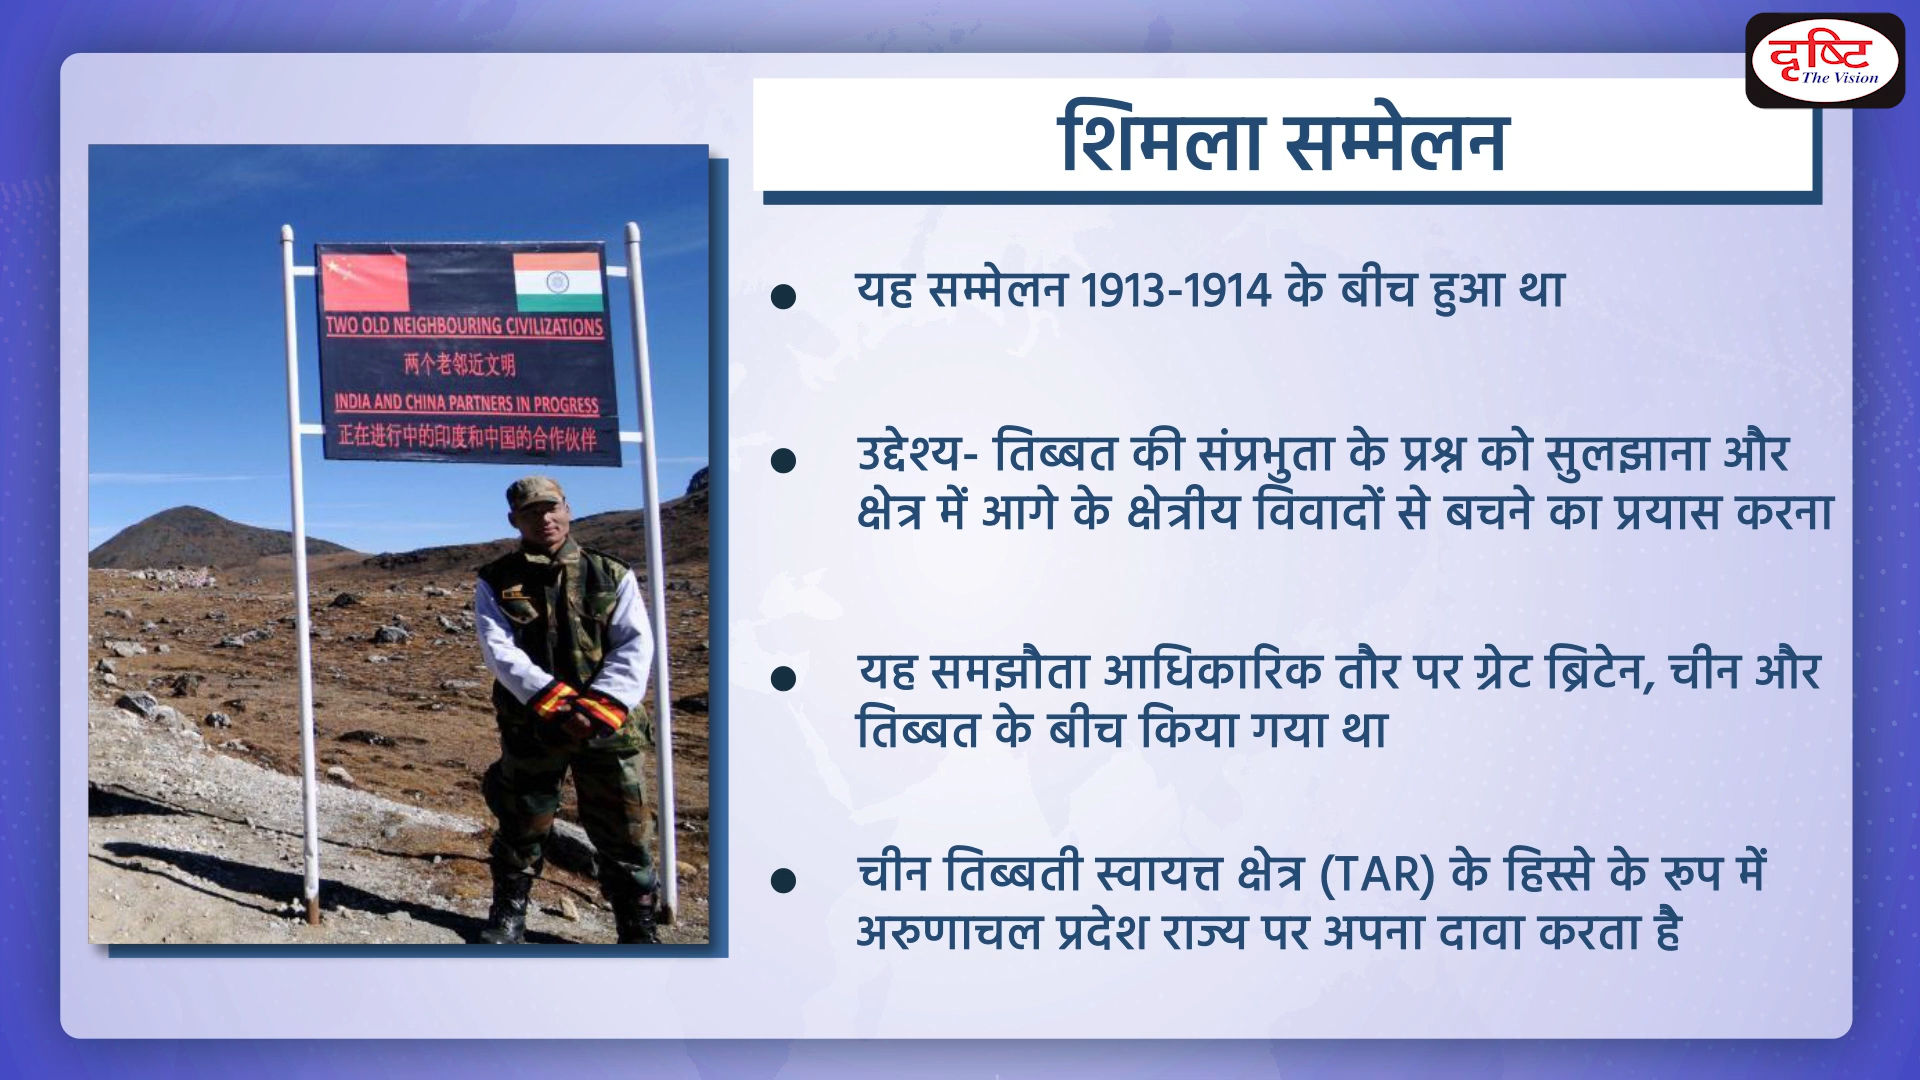 दृष्टि
The Vision
शिमला सम्मेलन
TWO OLD NEIGHBOURING CIVILIZATIONS
两个老邻近文明
INDIA AND CHINA PARTNERS IN PROGRESS
正在进行中的印度和中国的合作伙伴
● यह सम्मेलन 1913-1914 के बीच हुआ था
● उद्देश्य- तिब्बत की संप्रभुता के प्रश्न को सुलझाना और
क्षेत्र में आगे के क्षेत्रीय विवादों से बचने का प्रयास करना
● यह समझौता आधिकारिक तौर पर ग्रेट ब्रिटेन, चीन और
तिब्बत के बीच किया गया था
● चीन तिब्बती स्वायत्त क्षेत्र (TAR) के हिस्से के रूप में
अरुणाचल प्रदेश राज्य पर अपना दावा करता है